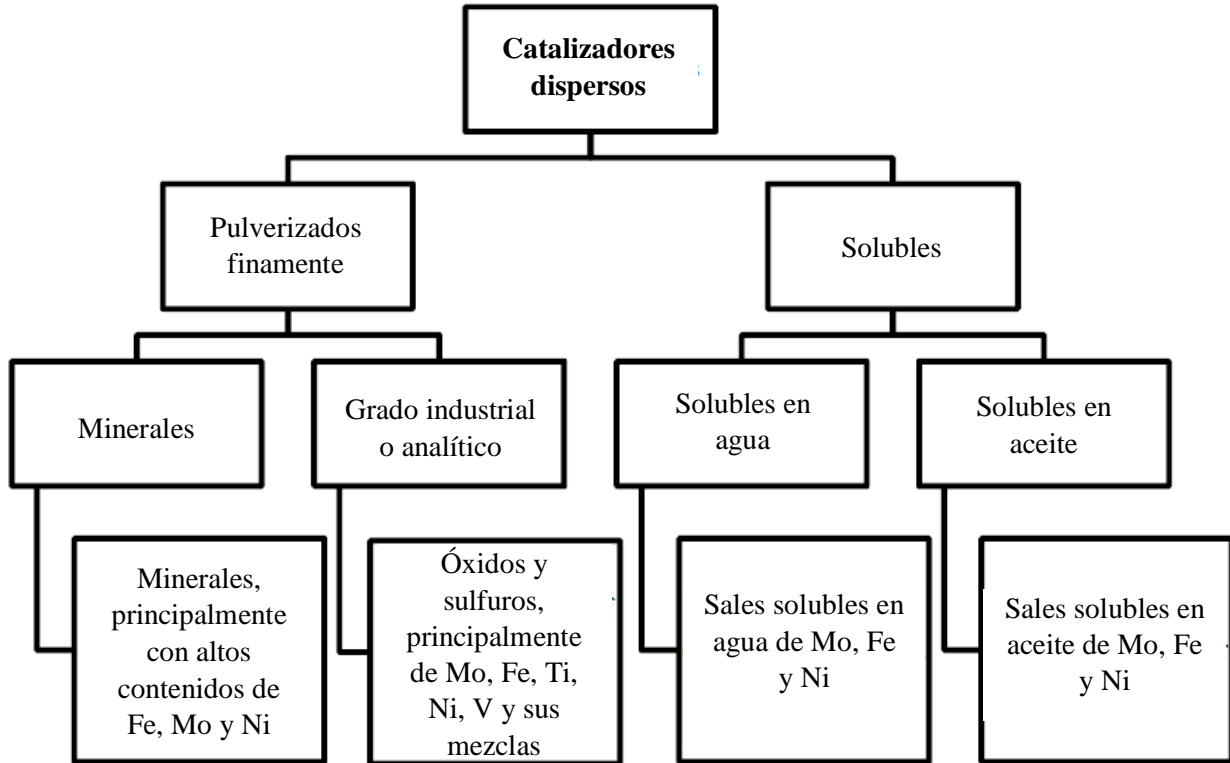 Catalizadores
dispersos
Pulverizados
finamente
Solubles
Minerales
Grado industrial
o analítico
Solubles en
agua
Solubles en
aceite
Minerales,
principalmente
con altos
contenidos de
Fe, Mo y Ni
Óxidos y
sulfuros,
principalmente
de Mo, Fe, Ti,
Ni, V y sus
mezclas
Sales solubles en
agua de Mo, Fe
y Ni
Sales solubles en
aceite de Mo, Fe
y Ni